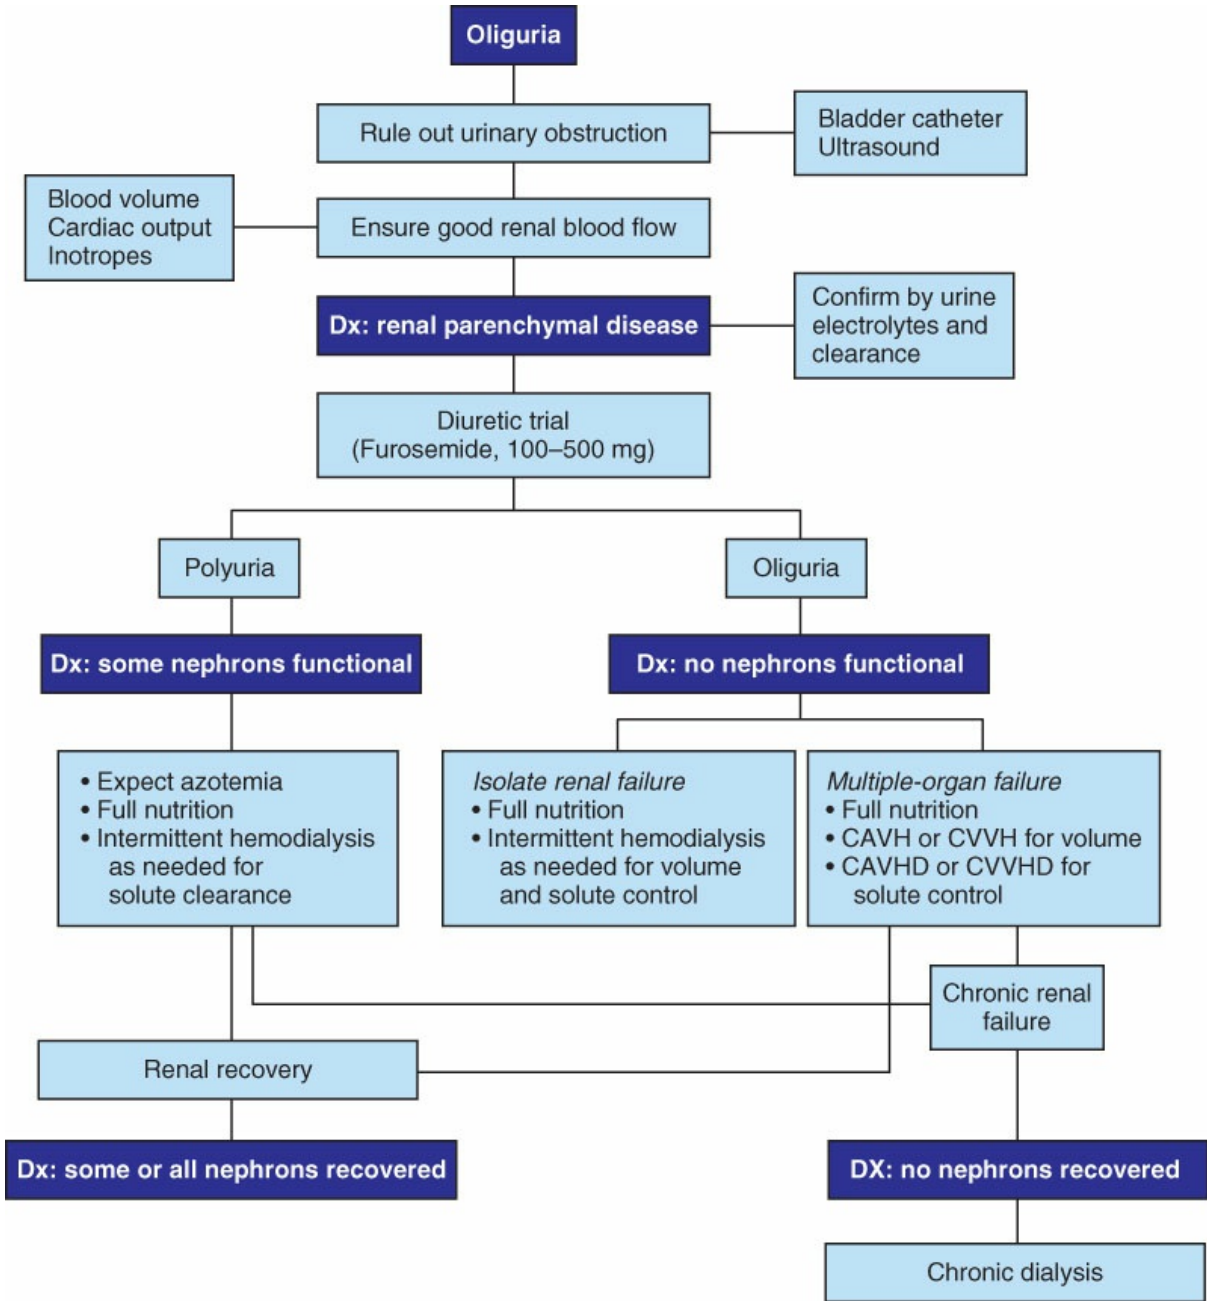 Oliguria
Rule out urinary obstruction
Bladder catheter
Ultrasound
Blood volume
Cardiac output
Inotropes
Ensure good renal blood flow
Dx: renal parenchymal disease
Confirm by urine
electrolytes and
clearance
Diuretic trial
(Furosemide, 100–500 mg)
Polyuria
Oliguria
Dx: some nephrons functional
Dx: no nephrons functional
• Expect azotemia
• Full nutrition
• Intermittent hemodialysis
as needed for
solute clearance
Isolate renal failure
• Full nutrition
• Intermittent hemodialysis
as needed for volume
and solute control
Multiple-organ failure
• Full nutrition
• CAVH or CVVH for volume
• CAVHD or CVVHD for
solute control
Chronic renal
failure
Renal recovery
Dx: some or all nephrons recovered
DX: no nephrons recovered
Chronic dialysis